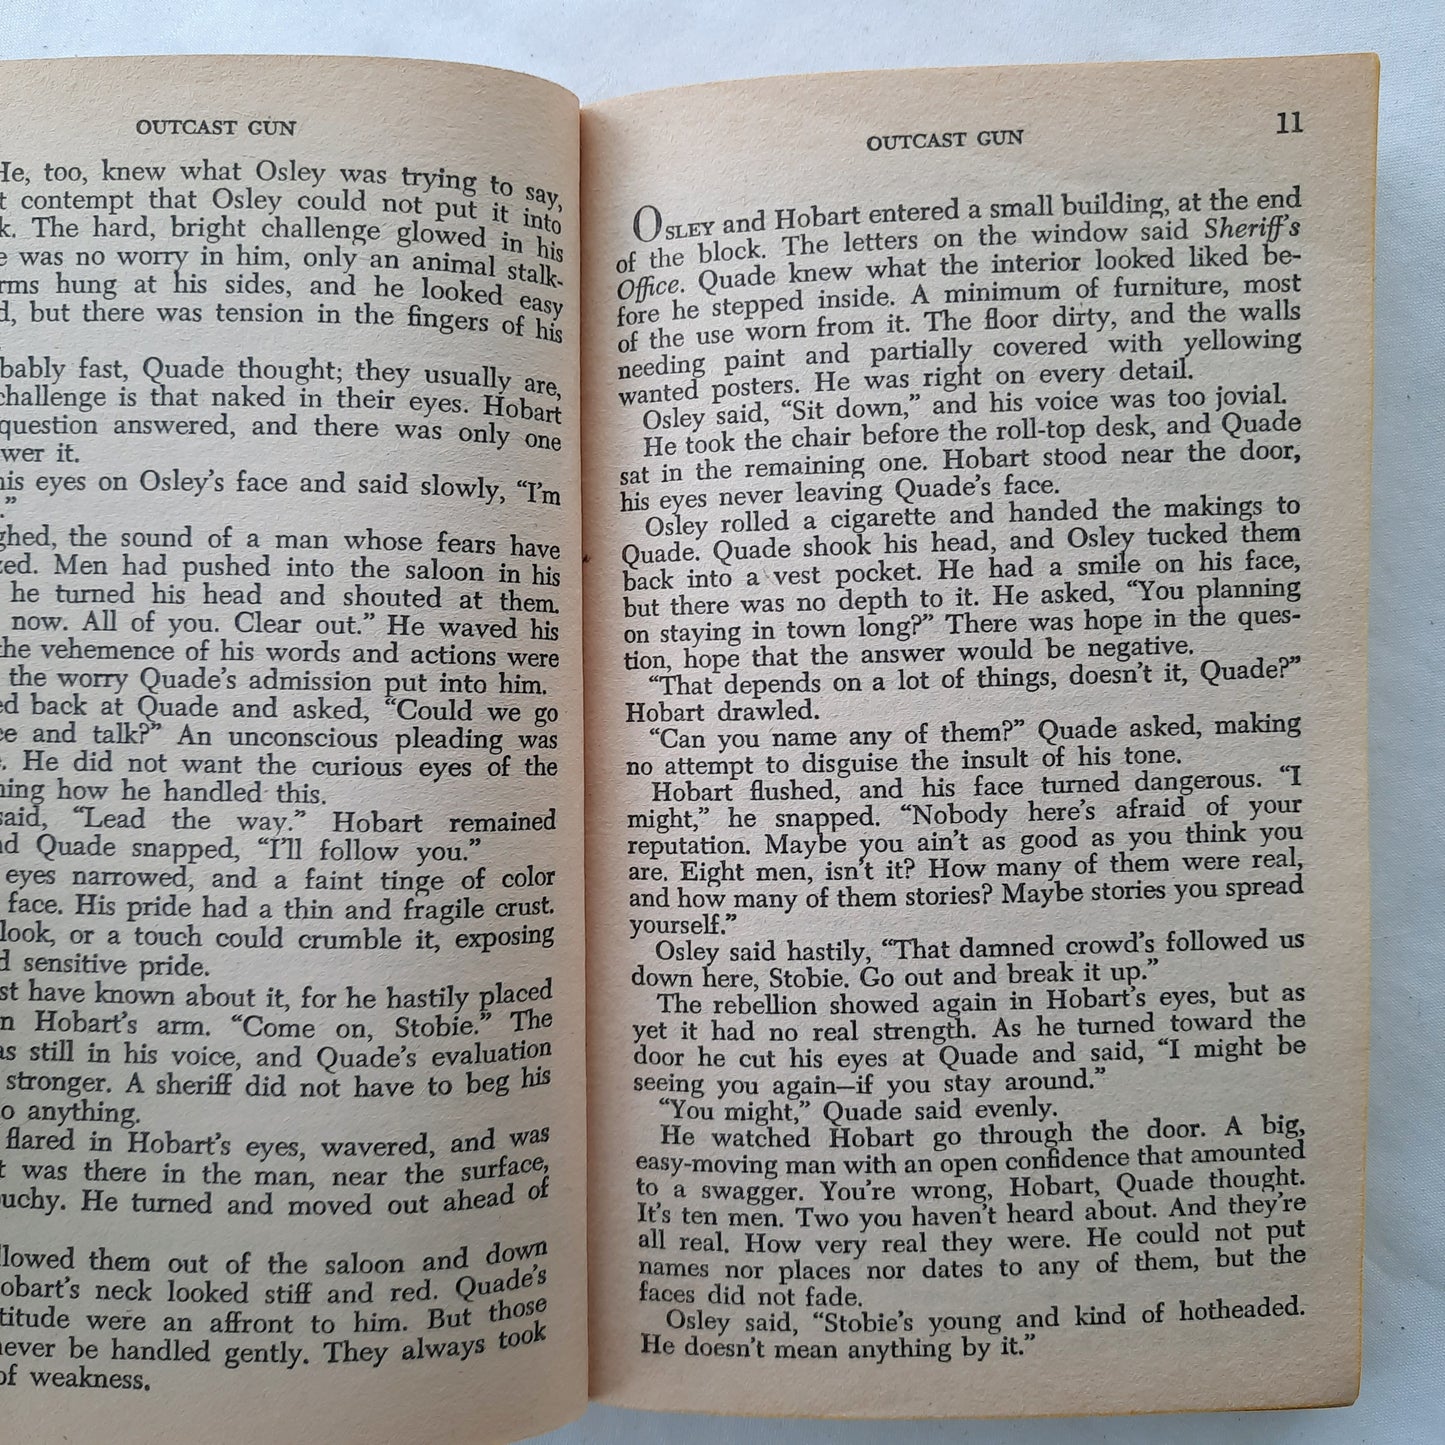 OUTCAST GUN
He, too, knew what Osley was trying to say,
contempt that Osley could not put it into
The hard, bright challenge glowed in his
was no worry in him, only an animal stalk-
hung at his sides, and he looked easy
but there was tension in the fingers of his
fast, Quade thought; they usually are,
challenge is that naked in their eyes. Hobart
question answered, and there was only one
it.
his eyes on Osley's face and said slowly, "I'm
."
the sound of a man whose fears have
Men had pushed into the saloon in his
he turned his head and shouted at them.
now. All of you. Clear out." He waved his
the vehemence of his words and actions were
the worry Quade's admission put into him.
back at Quade and asked, "Could we go
and talk?" An unconscious pleading was
He did not want the curious eyes of the
how he handled this.
said, "Lead the way." Hobart remained
Quade snapped, "I'll follow you."
eyes narrowed, and a faint tinge of color
face. His pride had a thin and fragile crust.
look, or a touch could crumble it, exposing
sensitive pride.
have known about it, for he hastily placed
Hobart's arm. "Come on, Stobie." The
still in his voice, and Quade's evaluation
stronger. A sheriff did not have to beg his
anything.
flared in Hobart's eyes, wavered, and was
was there in the man, near the surface,
He turned and moved out ahead of
them out of the saloon and down
Hobart's neck looked stiff and red. Quade's
were an affront to him. But those
never be handled gently. They always took
of weakness.
OUTCAST GUN 11
OSLEY and Hobart entered a small building, at the end
of the block. The letters on the window said Sheriff's
Office. Quade knew what the interior looked liked be-
fore he stepped inside. A minimum of furniture, most
of the use worn from it. The floor dirty, and the walls
needing paint and partially covered with yellowing
wanted posters. He was right on every detail.
Osley said, "Sit down," and his voice was too jovial.
He took the chair before the roll-top desk, and Quade
sat in the remaining one. Hobart stood near the door,
his eyes never leaving Quade's face.
Osley rolled a cigarette and handed the makings to
Quade. Quade shook his head, and Osley tucked them
back into a vest pocket. He had a smile on his face,
but there was no depth to it. He asked, "You planning
on staying in town long?" There was hope in the ques-
tion, hope that the answer would be negative.
"That depends on a lot of things, doesn't it, Quade?"
Hobart drawled.
"Can you name any of them?" Quade asked, making
no attempt to disguise the insult of his tone.
Hobart flushed, and his face turned dangerous. "I
might," he snapped. "Nobody here's afraid of your
reputation. Maybe you ain't as good as you think you
are. Eight men, isn't it? How many of them were real,
and how many of them stories? Maybe stories you spread
yourself."
Osley said hastily, "That damned crowd's followed us
down here, Stobie. Go out and break it up."
The rebellion showed again in Hobart's eyes, but as
yet it had no real strength. As he turned toward the
door he cut his eyes at Quade and said, "I might be
seeing you again—if you stay around."
"You might," Quade said evenly.
He watched Hobart go through the door. A big,
easy-moving man with an open confidence that amounted
to a swagger. You're wrong, Hobart, Quade thought.
It's ten men. Two you haven't heard about. And they're
all real. How very real they were. He could not put
names nor places nor dates to any of them, but the
faces did not fade.
Osley said, "Stobie's young and kind of hotheaded.
He doesn't mean anything by it."